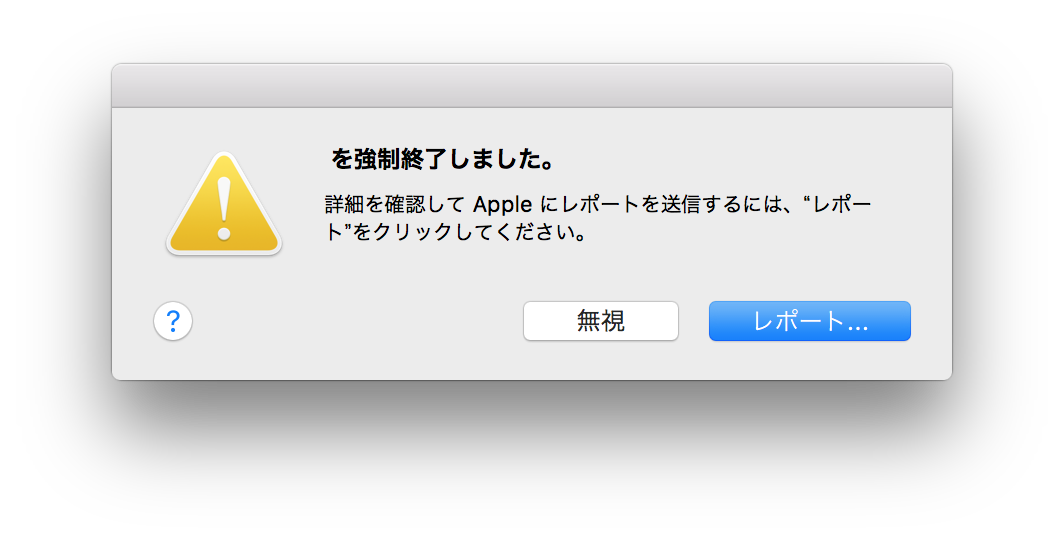 を強制終了しました。
詳細を確認して Apple にレポートを送信するには、“レポー
ト”をクリックしてください。
?
無視
レポート...